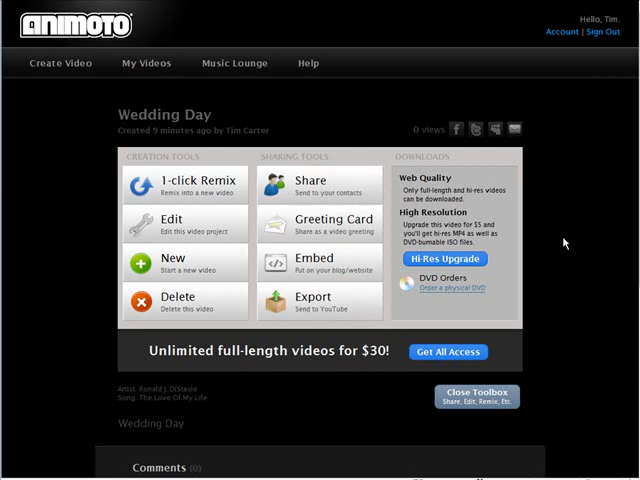 ANIMOTO
Hello, Tim.
Account | Sign Out
Create Video My Videos Music Lounge Help
Wedding Day
Created 9 minutes ago by Tim Carter
0 views
CREATION TOOLS
1-click Remix
Remix into a new video
Edit
Edit this video project
New
Start a new video
Delete
Delete this video
SHARING TOOLS
Share
Send to your contacts
Greeting Card
Share as a video greeting
Embed
Put on your blog/website
Export
Send to YouTube
DOWNLOADS
Web Quality
Only full-length and hi-res videos
can be downloaded.
High Resolution
Upgrade this video for $5 and
you'll get hi-res MP4 as well as
DVD-burnable ISO files.
Hi-Res Upgrade
DVD Orders
Order a physical DVD
Unlimited full-length videos for $30!
Get All Access
Artist: Ronald J. DiStasio
Song: The Love Of My Life
Close Toolbox
Share, Edit, Remix, Etc.
Wedding Day
Comments (0)